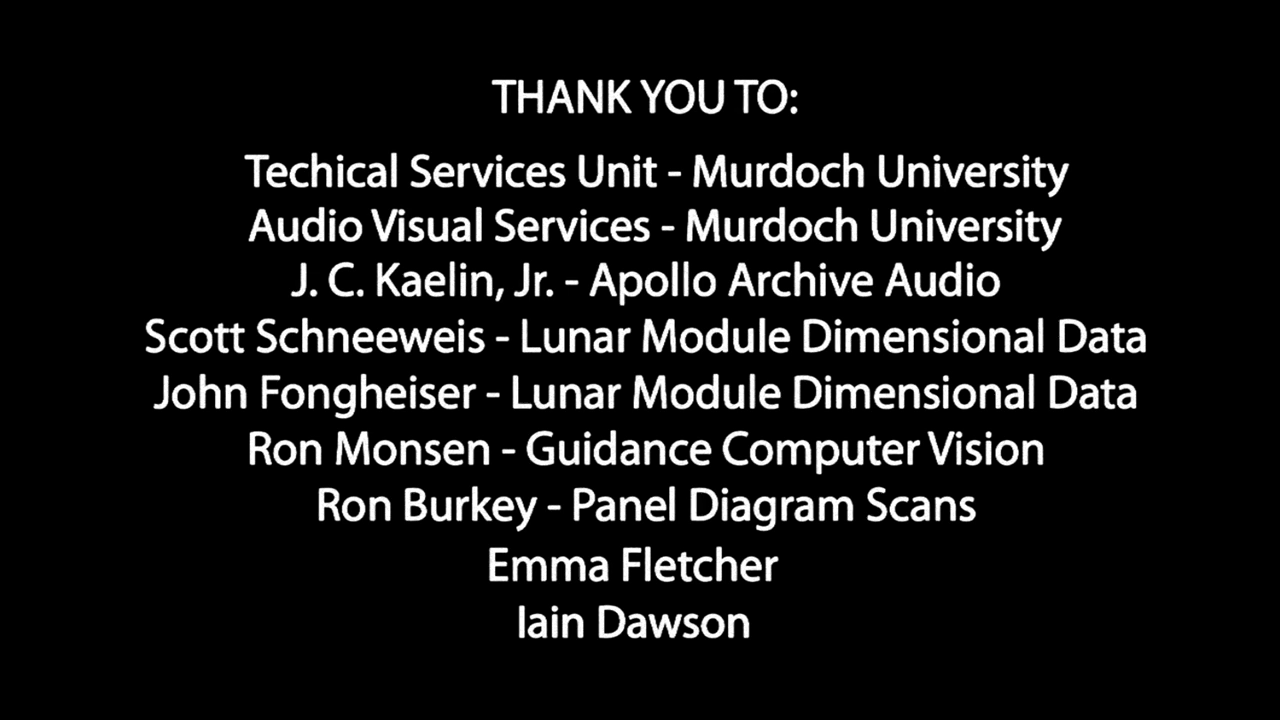 THANK YOU TO:
Techical Services Unit - Murdoch University
Audio Visual Services - Murdoch University
J. C. Kaelin, Jr. - Apollo Archive Audio
Scott Schneeweis - Lunar Module Dimensional Data
John Fongheiser - Lunar Module Dimensional Data
Ron Monsen - Guidance Computer Vision
Ron Burkey - Panel Diagram Scans
Emma Fletcher
Iain Dawson